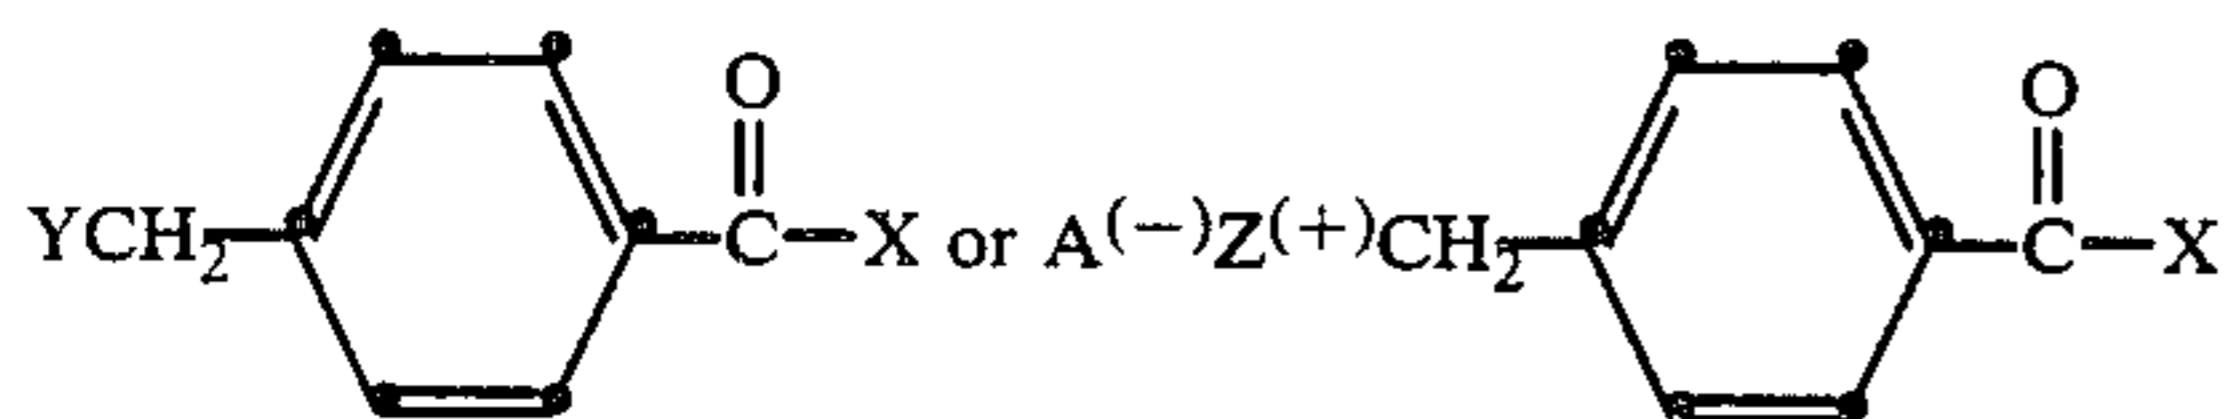 O O
YCH₂ C X or A(−)Z(+)CH₂ C X